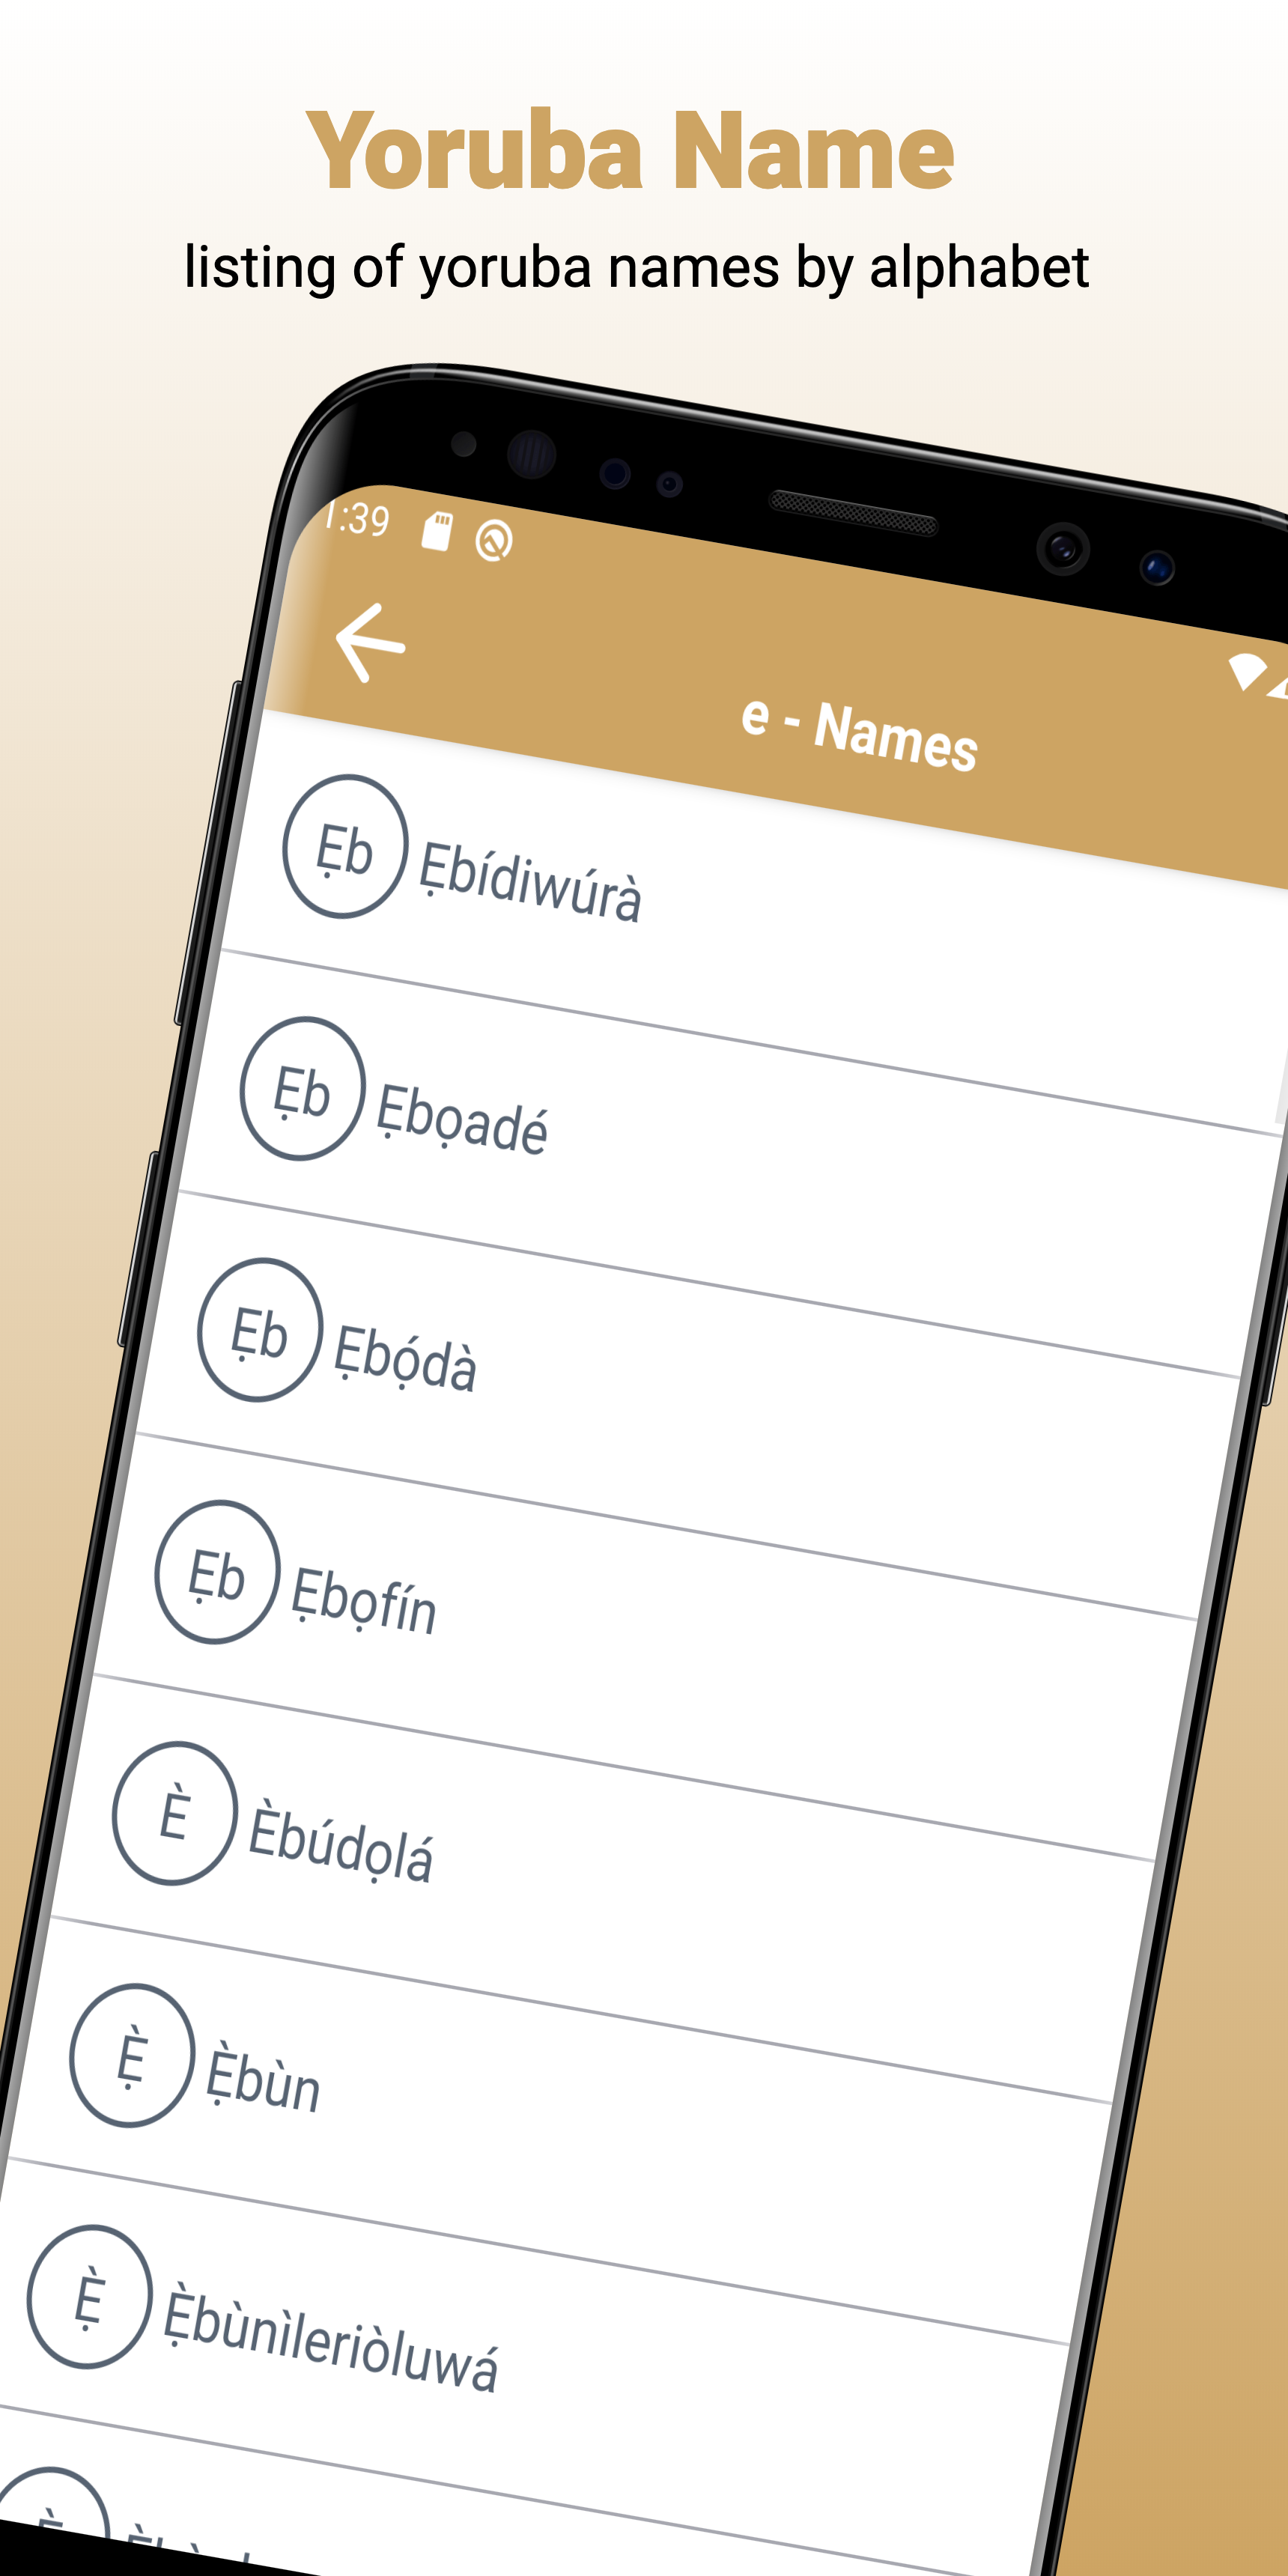 Yoruba Name
listing of yoruba names by alphabet
1:39
e - Names
Ẹb Ẹbídiwúrà
Ẹb Ẹbọadé
Ẹb Ẹbọ́dà
Ẹb Ẹbọfín
È Èbúdọlá
Ẹ̀ Ẹ̀bùn
Ẹ̀ Ẹ̀bùnìleriòluwá